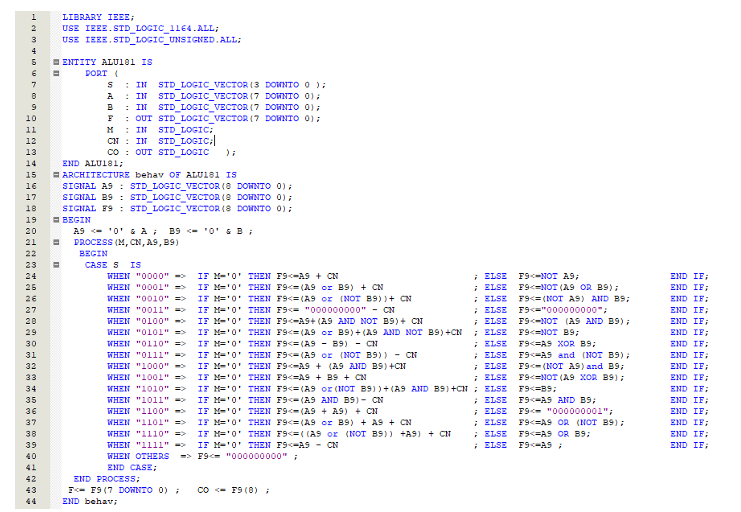 1 LIBRARY IEEE;
2 USE IEEE.STD_LOGIC_1164.ALL;
3 USE IEEE.STD_LOGIC_UNSIGNED.ALL;
4
5 ENTITY ALU181 IS
6 PORT (
7 S : IN STD_LOGIC_VECTOR(3 DOWNTO 0 );
8 A : IN STD_LOGIC_VECTOR(7 DOWNTO 0);
9 B : IN STD_LOGIC_VECTOR(7 DOWNTO 0);
10 F : OUT STD_LOGIC_VECTOR(7 DOWNTO 0);
11 M : IN STD_LOGIC;
12 CN : IN STD_LOGIC;
13 CO : OUT STD_LOGIC );
14 END ALU181;
15 ARCHITECTURE behav OF ALU181 IS
16 SIGNAL A9 : STD_LOGIC_VECTOR(8 DOWNTO 0);
17 SIGNAL B9 : STD_LOGIC_VECTOR(8 DOWNTO 0);
18 SIGNAL F9 : STD_LOGIC_VECTOR(8 DOWNTO 0);
19 BEGIN
20 A9 <= '0' & A ; B9 <= '0' & B ;
21 PROCESS(M,CN,A9,B9)
22 BEGIN
23 CASE S IS
24 WHEN "0000" => IF M='0' THEN F9<=A9 + CN ; ELSE F9<=NOT A9; END IF;
25 WHEN "0001" => IF M='0' THEN F9<=(A9 or B9) + CN ; ELSE F9<=NOT(A9 OR B9); END IF;
26 WHEN "0010" => IF M='0' THEN F9<=(A9 or (NOT B9))+ CN ; ELSE F9<=(NOT A9) AND B9; END IF;
27 WHEN "0011" => IF M='0' THEN F9<= "000000000" - CN ; ELSE F9<="000000000"; END IF;
28 WHEN "0100" => IF M='0' THEN F9<=A9+(A9 AND NOT B9)+ CN ; ELSE F9<=NOT (A9 AND B9); END IF;
29 WHEN "0101" => IF M='0' THEN F9<=(A9 or B9)+(A9 AND NOT B9)+CN ; ELSE F9<=NOT B9; END IF;
30 WHEN "0110" => IF M='0' THEN F9<=(A9 - B9) - CN ; ELSE F9<=A9 XOR B9; END IF;
31 WHEN "0111" => IF M='0' THEN F9<=(A9 or (NOT B9)) - CN ; ELSE F9<=A9 and (NOT B9); END IF;
32 WHEN "1000" => IF M='0' THEN F9<=A9 + (A9 AND B9)+CN ; ELSE F9<=(NOT A9)and B9; END IF;
33 WHEN "1001" => IF M='0' THEN F9<=A9 + B9 + CN ; ELSE F9<=NOT(A9 XOR B9); END IF;
34 WHEN "1010" => IF M='0' THEN F9<=(A9 or(NOT B9))+(A9 AND B9)+CN ; ELSE F9<=B9; END IF;
35 WHEN "1011" => IF M='0' THEN F9<=(A9 AND B9)- CN ; ELSE F9<=A9 AND B9; END IF;
36 WHEN "1100" => IF M='0' THEN F9<=(A9 + A9) + CN ; ELSE F9<= "000000001"; END IF;
37 WHEN "1101" => IF M='0' THEN F9<=(A9 or B9) + A9 + CN ; ELSE F9<=A9 OR (NOT B9); END IF;
38 WHEN "1110" => IF M='0' THEN F9<=((A9 or (NOT B9)) +A9) + CN ; ELSE F9<=A9 OR B9; END IF;
39 WHEN "1111" => IF M='0' THEN F9<=A9 - CN ; ELSE F9<=A9 ; END IF;
40 WHEN OTHERS => F9<= "000000000" ;
41 END CASE;
42 END PROCESS;
43 F<= F9(7 DOWNTO 0) ; CO <= F9(8) ;
44 END behav;